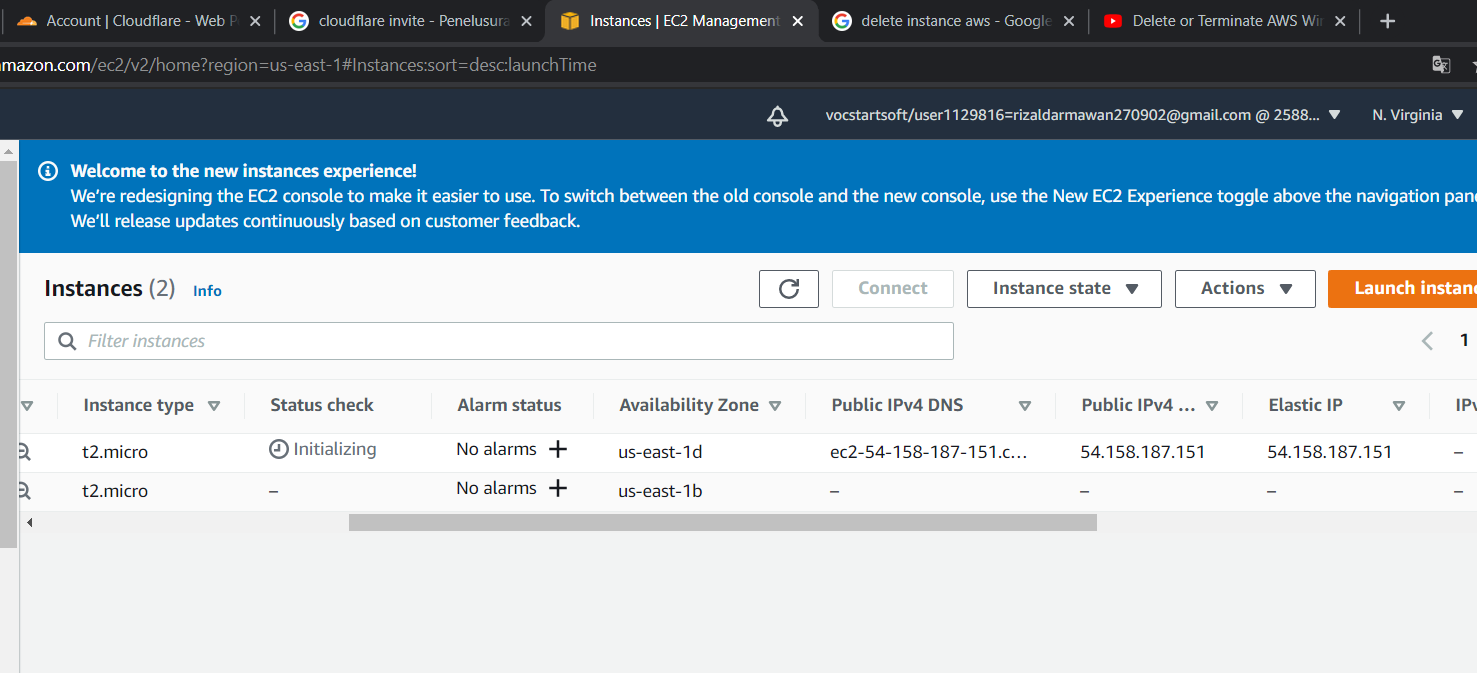 Account | Cloudflare - Web P
cloudflare invite - Penelusura
Instances | EC2 Management
delete instance aws - Google
Delete or Terminate AWS Wi
mazon.com/ec2/v2/home?region=us-east-1#Instances:sort=desc:launchTime
vocstartsoft/user1129816=rizaldarmawan270902@gmail.com @ 2588... N. Virginia
Welcome to the new instances experience!
We're redesigning the EC2 console to make it easier to use. To switch between the old console and the new console, use the New EC2 Experience toggle above the navigation pan
We'll release updates continuously based on customer feedback.
Instances (2) Info
Connect
Instance state
Actions
Launch instanc
Filter instances
1
Instance type Status check Alarm status Availability Zone Public IPv4 DNS Public IPv4 ... Elastic IP IPv
t2.micro Initializing No alarms + us-east-1d ec2-54-158-187-151.c... 54.158.187.151 54.158.187.151 –
t2.micro – No alarms + us-east-1b – – – –